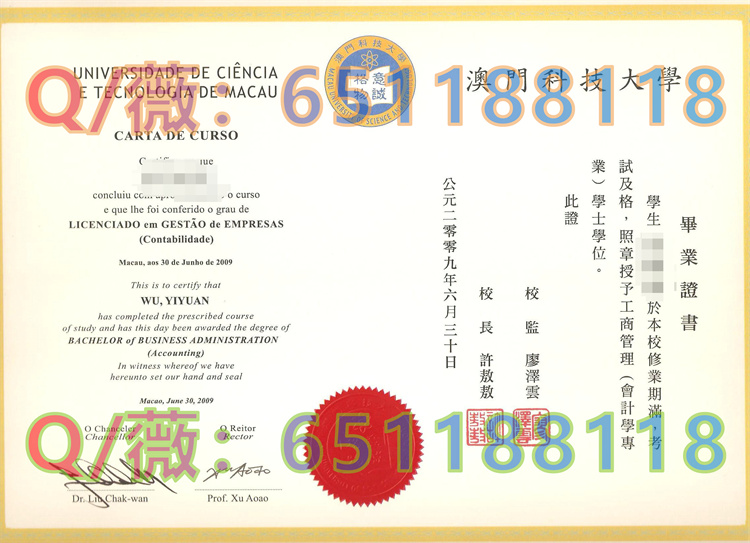 UNIVERSIDADE DE CIÊNCIA
E TECNOLOGIA DE MACAU
澳門科技大學
Q/薇: 651188118
CARTA DE CURSO
que
concluiu o curso
e que lhe foi conferido o grau de
LICENCIADO em GESTÃO de EMPRESAS
(Contabilidade)
Macau, aos 30 de Junho de 2009
This is to certify that
WU, YIYUAN
has completed the prescribed course
of study and has this day been awarded the degree of
BACHELOR of BUSINESS ADMINISTRATION
(Accounting)
In witness whereof we have
hereunto set our hand and seal
Macao, June 30, 2009
O Chanceler
Chancellor
O Reitor
Rector
Dr. Liu Chak-wan
Prof. Xu Aoao
畢業證書
學生 於本校修業期滿，考
試及格，照章授予工商管理（會計學專
業）學士學位。
此證
校監 廖澤雲
校長 許敖敖
公元二〇〇九年六月三十日
Q/薇: 651188118